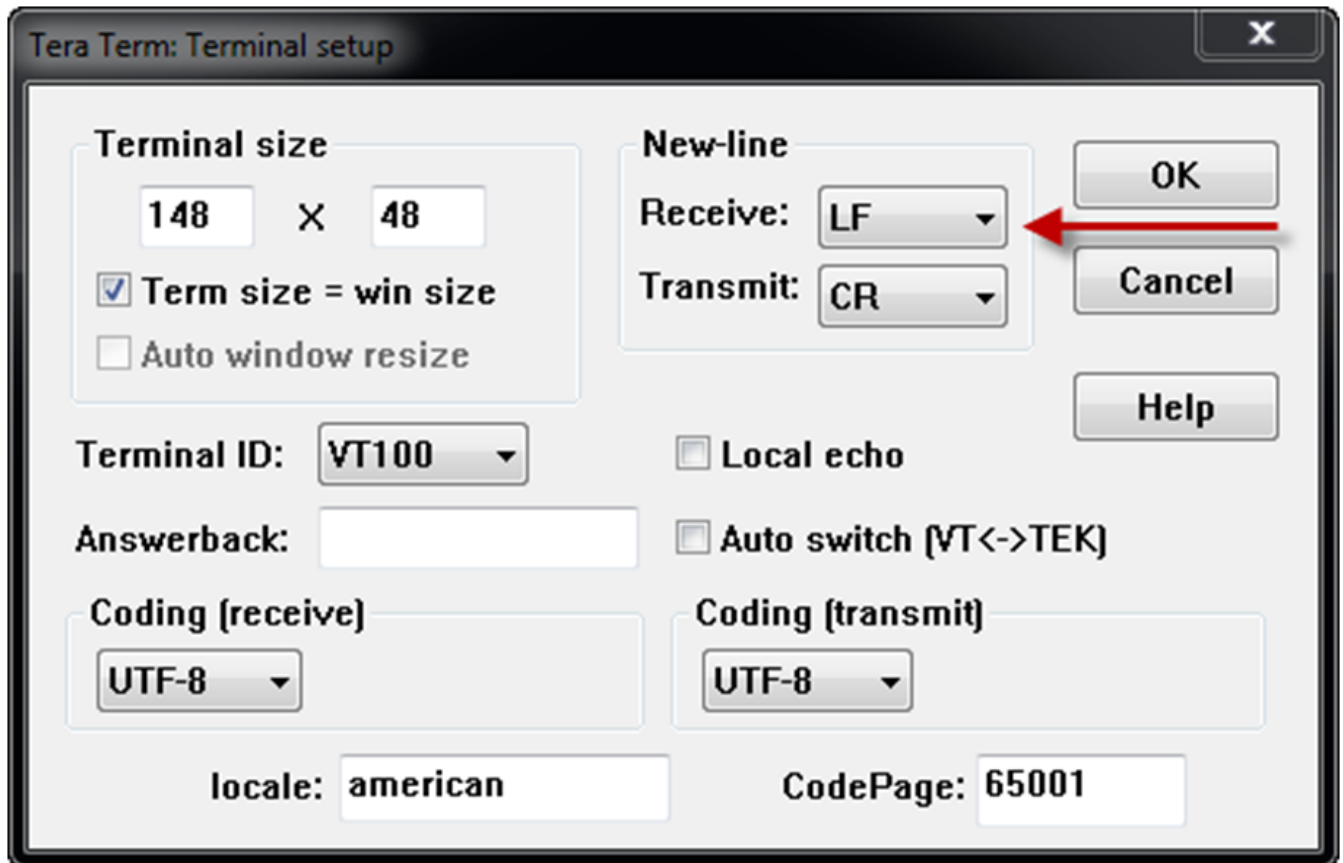 Tera Term: Terminal setup
x
Terminal size
148 X 48
Term size = win size
Auto window resize
New-line
Receive: LF
Transmit: CR
OK
Cancel
Help
Terminal ID: VT100
Local echo
Answerback:
Auto switch (VT<->TEK)
Coding (receive)
UTF-8
Coding (transmit)
UTF-8
locale: american
CodePage: 65001